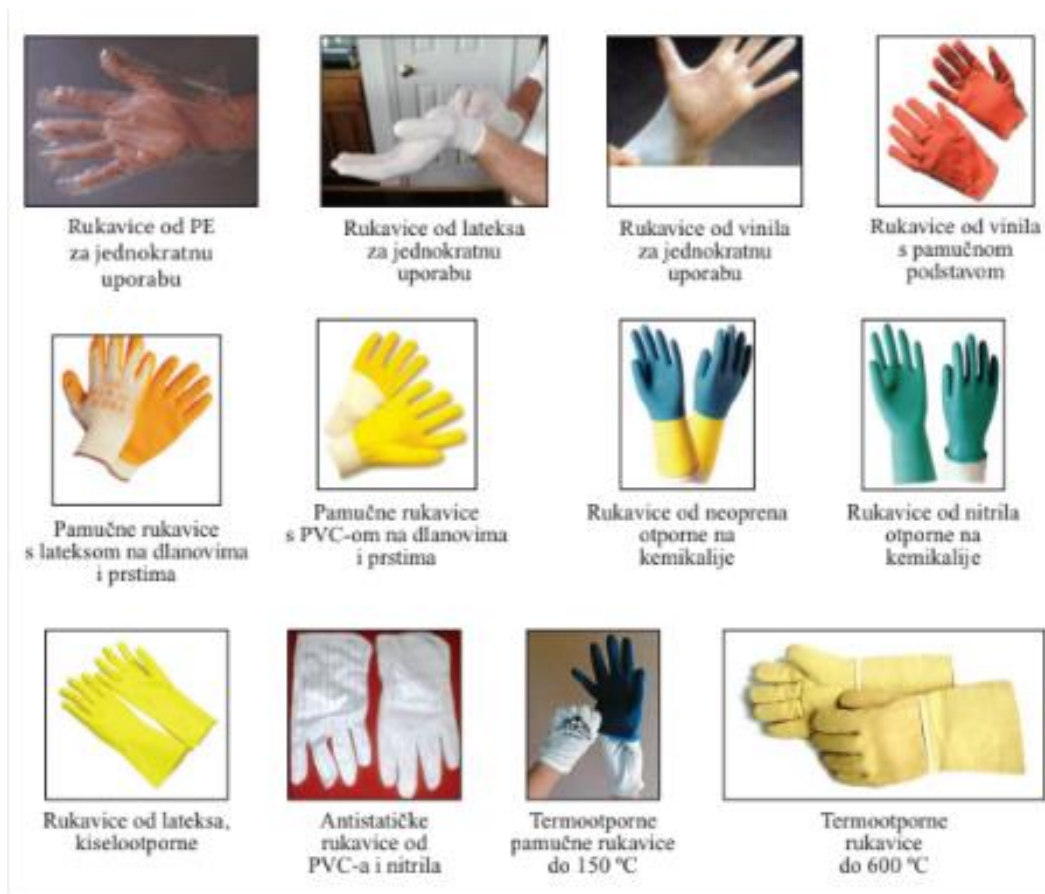 Rukavice od PE
za jednokratnu
uporabu
Rukavice od lateksa
za jednokratnu
uporabu
Rukavice od vinila
za jednokratnu
uporabu
Rukavice od vinila
s pamučnom
podstavom
Pamučne rukavice
s lateksom na dlanovima
i prstima
Pamučne rukavice
s PVC-om na dlanovima
i prstima
Rukavice od neoprena
otporne na
kemikalije
Rukavice od nitrila
otporne na
kemikalije
Rukavice od lateksa,
kiselootporne
Antistatičke
rukavice od
PVC-a i nitrila
Termootporne
pamučne rukavice
do 150 ºC
Termootporne
rukavice
do 600 ºC